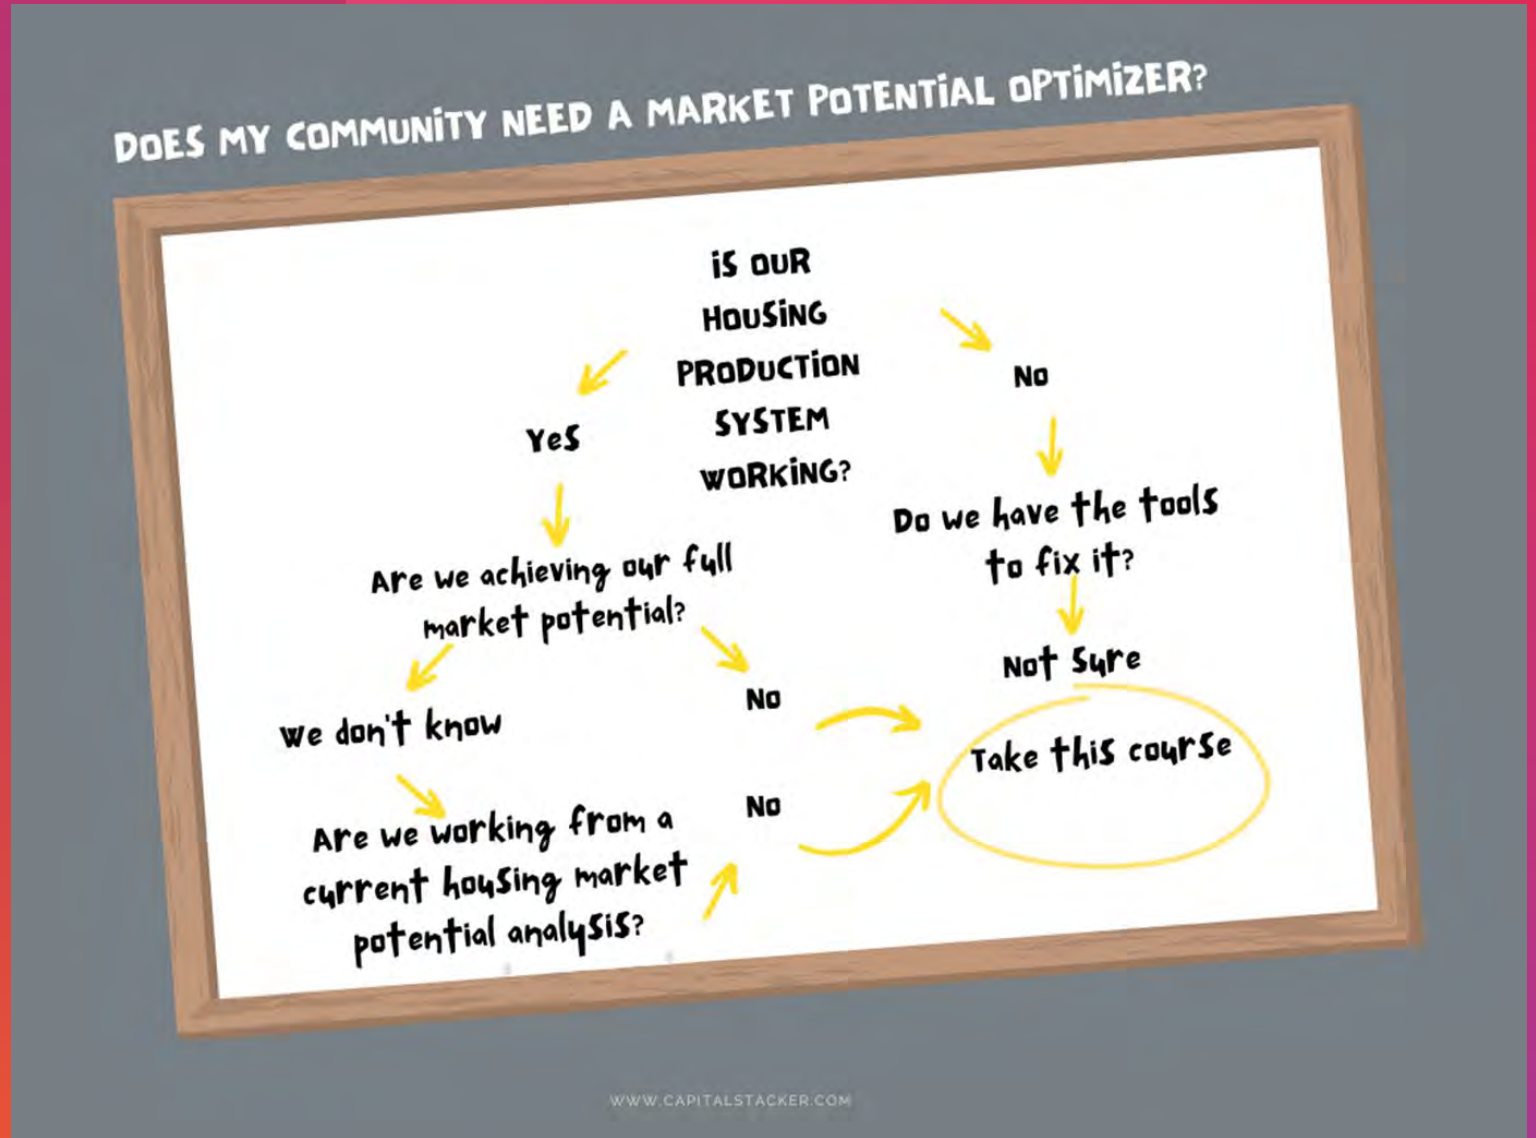 DOES MY COMMUNITY NEED A MARKET POTENTIAL OPTIMIZER?
IS OUR
HOUSING
PRODUCTION
SYSTEM
WORKING?
Yes
No
Are we achieving our full
market potential?
Do we have the tools
to fix it?
We don't know
No
Not Sure
Take this course
Are we working from a
current housing market
potential analysis?
No
WWW.CAPITALSTACKER.COM